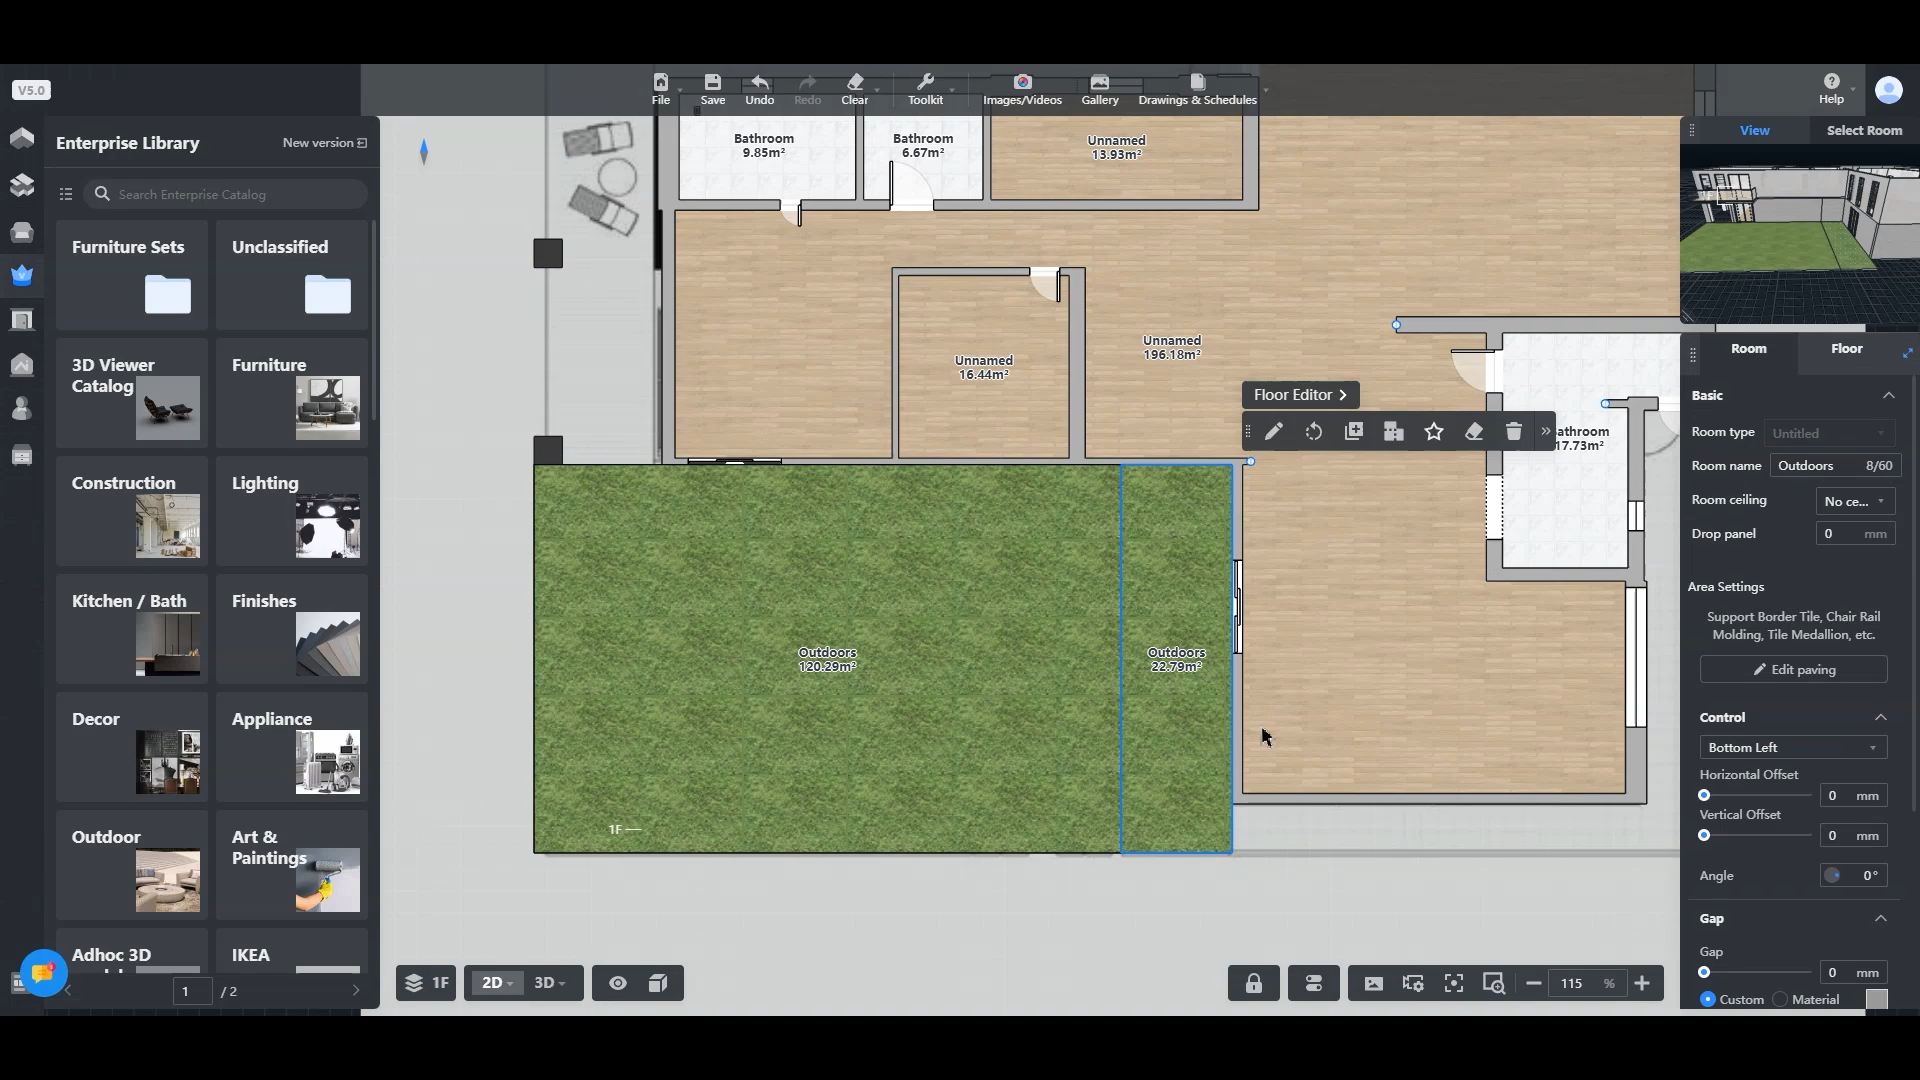 V5.0
File
Save
Undo
Redo
Clear
Toolkit
Images/Videos
Gallery
Drawings & Schedules
Help
Enterprise Library
New version
Search Enterprise Catalog
Furniture Sets
Unclassified
3D Viewer
Catalog
Furniture
Construction
Lighting
Kitchen / Bath
Finishes
Decor
Appliance
Outdoor
Art &
Paintings
Adhoc 3D
IKEA
1 / 2
Bathroom
9.85m²
Bathroom
6.67m²
Unnamed
13.93m²
Unnamed
16.44m²
Unnamed
196.18m²
Floor Editor >
Bathroom
17.73m²
Outdoors
120.29m²
Outdoors
22.79m²
1F
1F
2D
3D
115 %
View
Select Room
Room
Floor
Basic
Room type Untitled
Room name Outdoors 8/60
Room ceiling No ce...
Drop panel 0 mm
Area Settings
Support Border Tile, Chair Rail
Molding, Tile Medallion, etc.
Edit paving
Control
Bottom Left
Horizontal Offset
0 mm
Vertical Offset
0 mm
Angle 0°
Gap
Gap
0 mm
Custom Material